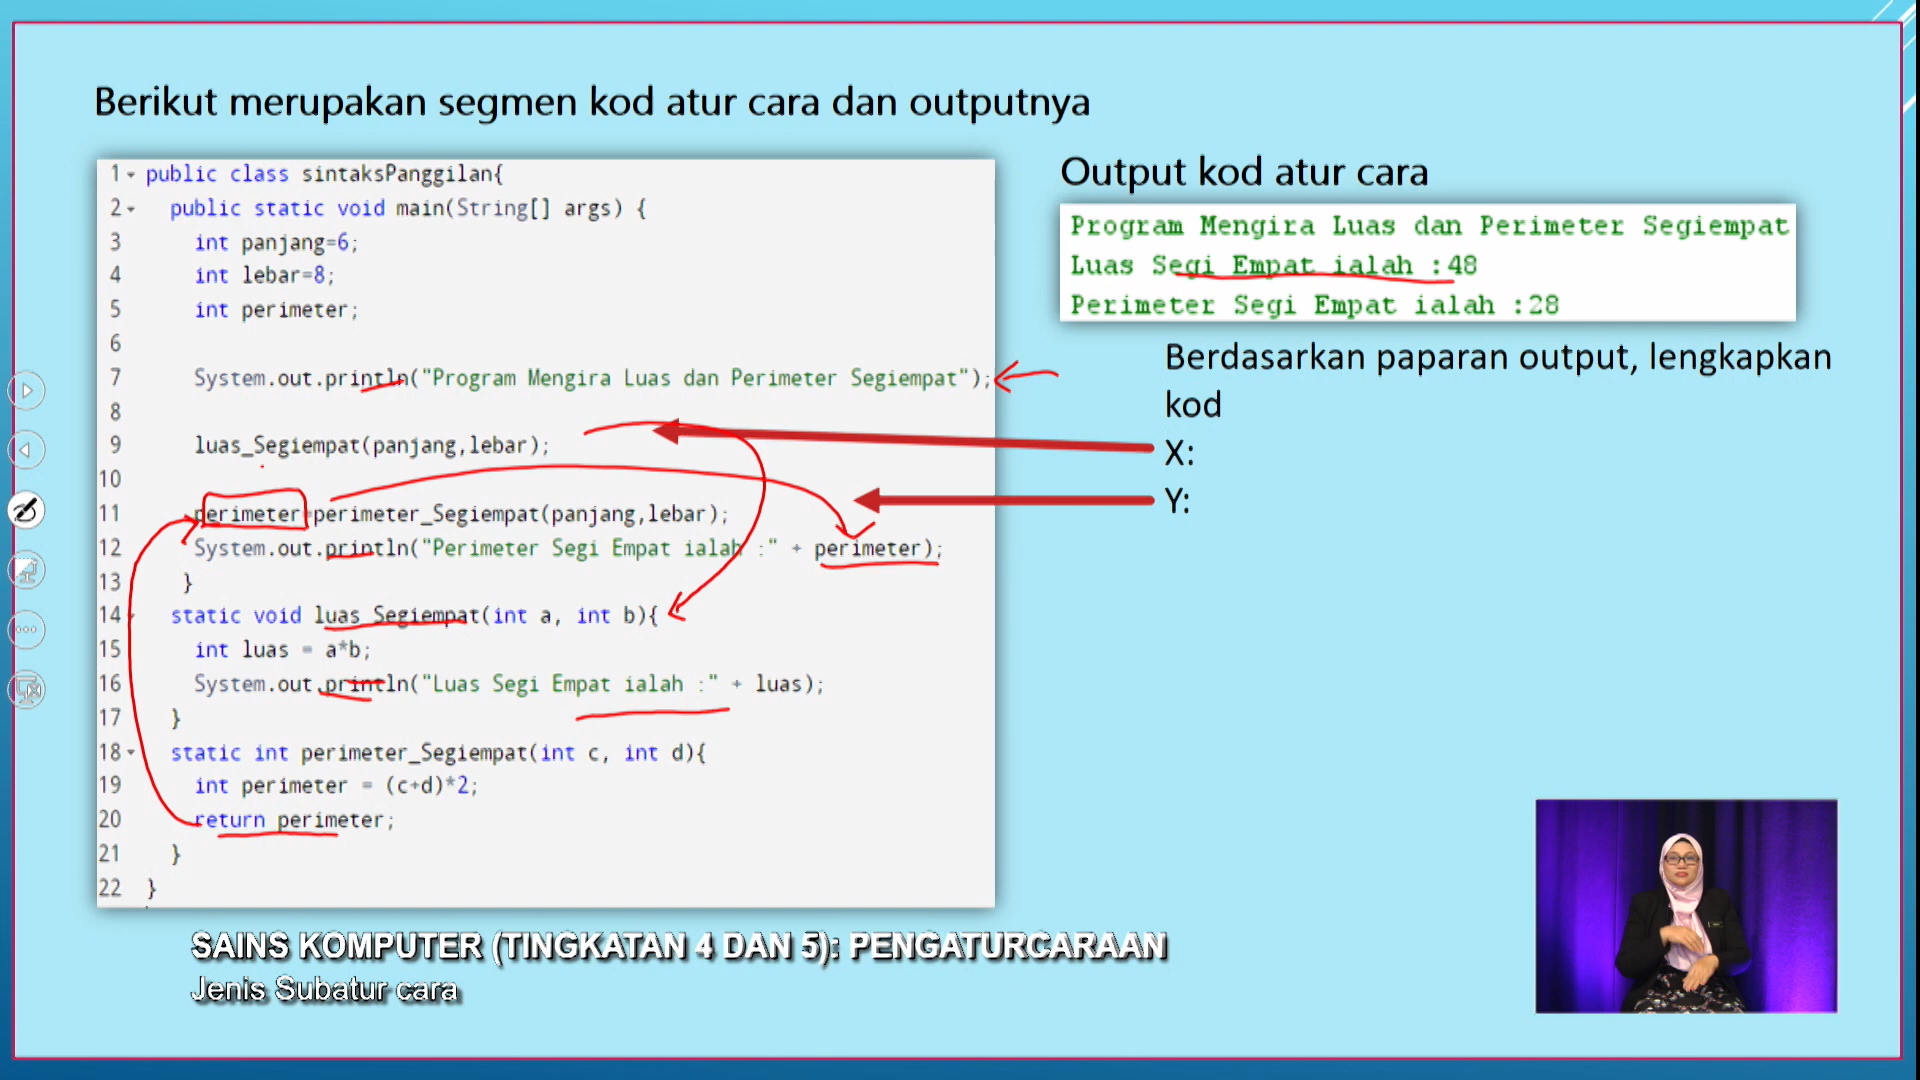 Berikut merupakan segmen kod atur cara dan outputnya
1 public class sintaksPanggilan{
2 public static void main(String[] args) {
3 int panjang=6;
4 int lebar=8;
5 int perimeter;
6
7 System.out.println("Program Mengira Luas dan Perimeter Segiempat");
8
9 luas_Segiempat(panjang,lebar);
10
11 perimeter=perimeter_Segiempat(panjang,lebar);
12 System.out.println("Perimeter Segi Empat ialah :" + perimeter);
13 }
14 static void luas_Segiempat(int a, int b){
15 int luas = a*b;
16 System.out.println("Luas Segi Empat ialah :" + luas);
17 }
18 static int perimeter_Segiempat(int c, int d){
19 int perimeter = (c+d)*2;
20 return perimeter;
21 }
22 }
Output kod atur cara
Program Mengira Luas dan Perimeter Segiempat
Luas Segi Empat ialah :48
Perimeter Segi Empat ialah :28
Berdasarkan paparan output, lengkapkan
kod
X:
Y:
SAINS KOMPUTER (TINGKATAN 4 DAN 5): PENGATURCARAAN
Jenis Subatur cara